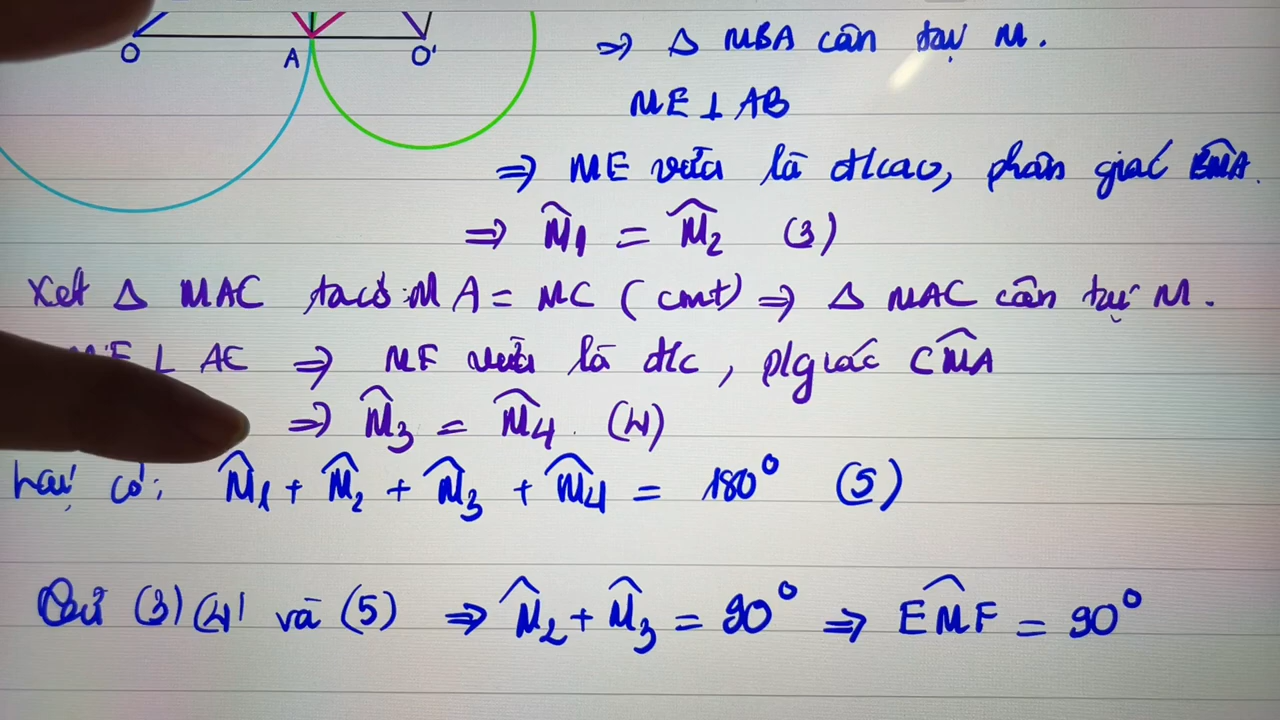 O A O'
⇒ Δ MBA cân tại M.
ME ⊥ AB
⇒ ME vừa là đcao, phân giác BMA.
⇒ M̂1 = M̂2 (3)
Xét Δ MAC ta có: MA = MC (cmt) ⇒ Δ MAC cân tại M.
⊥ AC ⇒ MF vừa là đc, p/giác CMA
⇒ M̂3 = M̂4. (4)
Lại có: M̂1 + M̂2 + M̂3 + M̂4 = 180° (5)
Từ (3) (4) và (5) ⇒ M̂2 + M̂3 = 90° ⇒ EMF = 90°